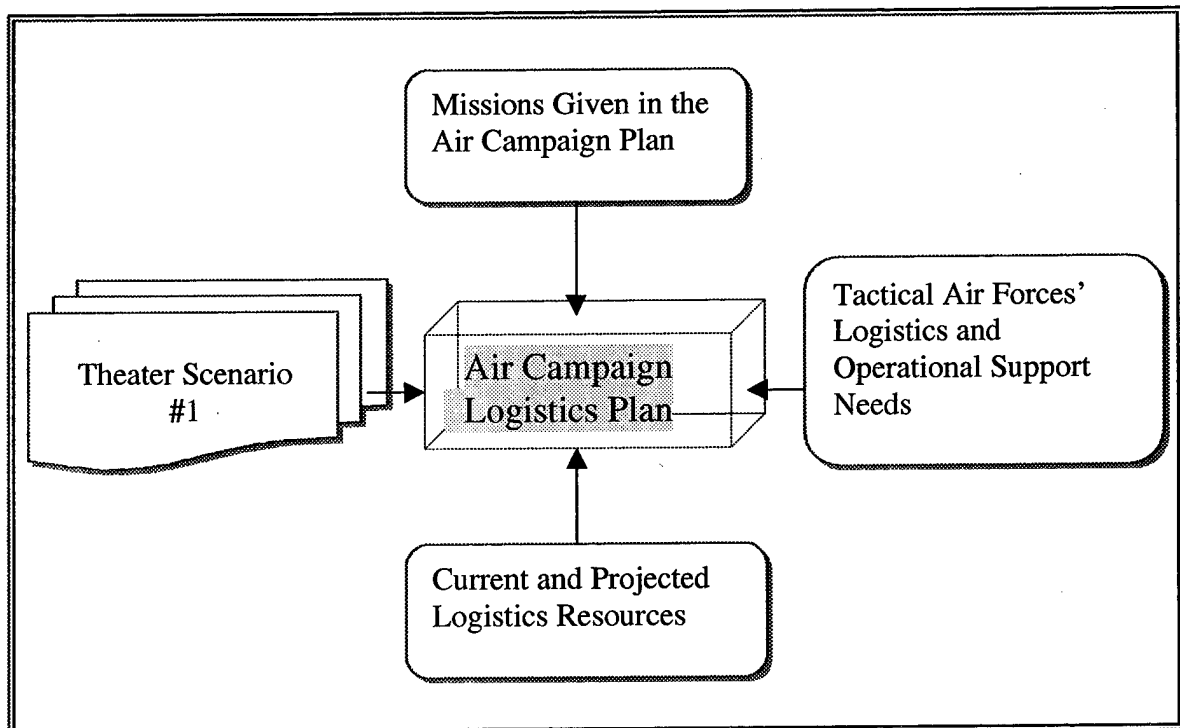 Missions Given in the
Air Campaign Plan
Theater Scenario
#1
Air Campaign
Logistics Plan
Tactical Air Forces’
Logistics and
Operational Support
Needs
Current and Projected
Logistics Resources